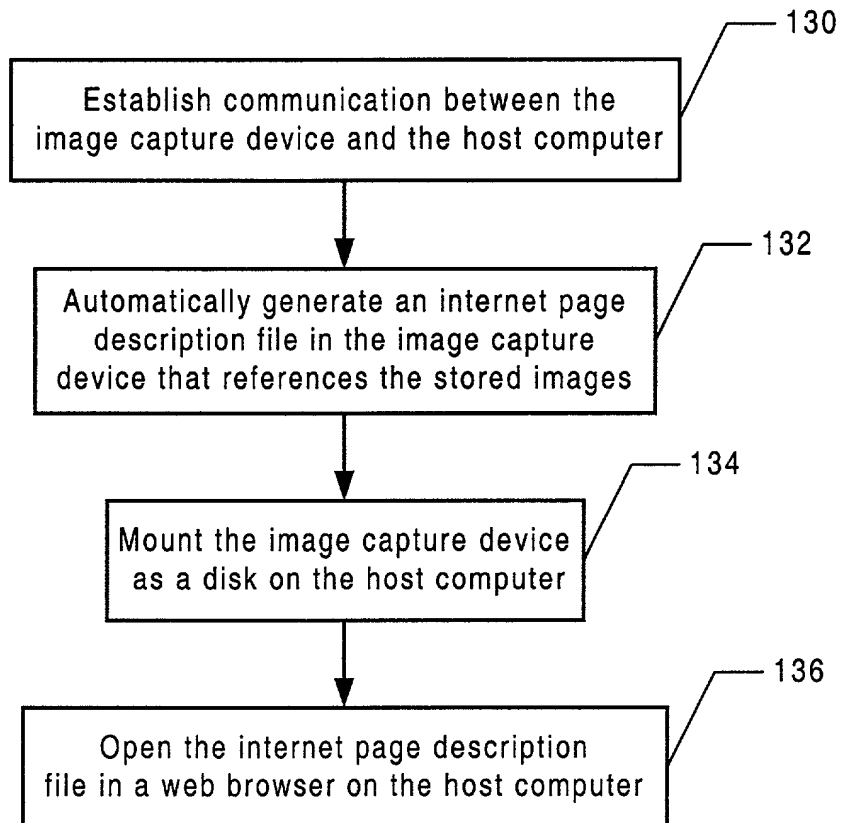 130
Establish communication between the
image capture device and the host computer
132
Automatically generate an internet page
description file in the image capture
device that references the stored images
134
Mount the image capture device
as a disk on the host computer
136
Open the internet page description
file in a web browser on the host computer